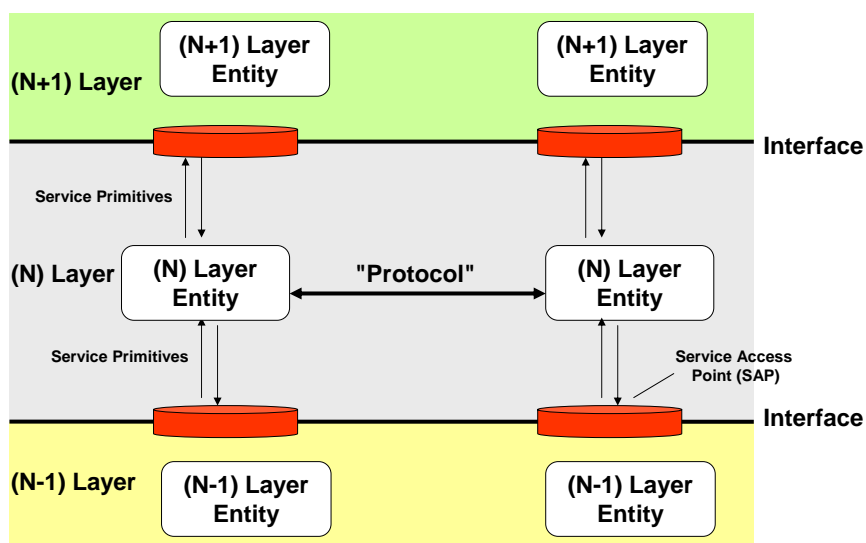 (N+1) Layer
Entity
(N+1) Layer
Entity
(N+1) Layer
Interface
Service Primitives
(N) Layer
(N) Layer
Entity
"Protocol"
(N) Layer
Entity
Service Primitives
Service Access
Point (SAP)
Interface
(N-1) Layer
(N-1) Layer
Entity
(N-1) Layer
Entity